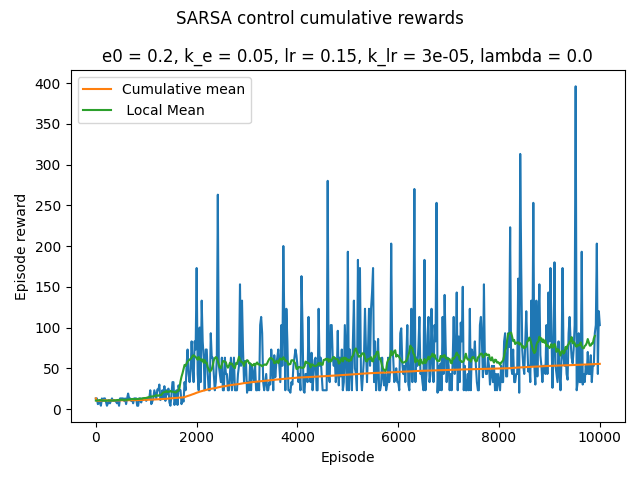 SARSA control cumulative rewards
e0 = 0.2, k_e = 0.05, lr = 0.15, k_lr = 3e-05, lambda = 0.0
Cumulative mean
Local Mean
Episode reward
400
350
300
250
200
150
100
50
0
0 2000 4000 6000 8000 10000
Episode